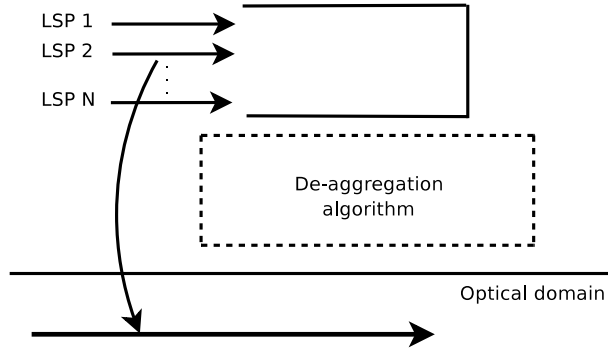 LSP 1
LSP 2
LSP N
De-aggregation
algorithm
Optical domain